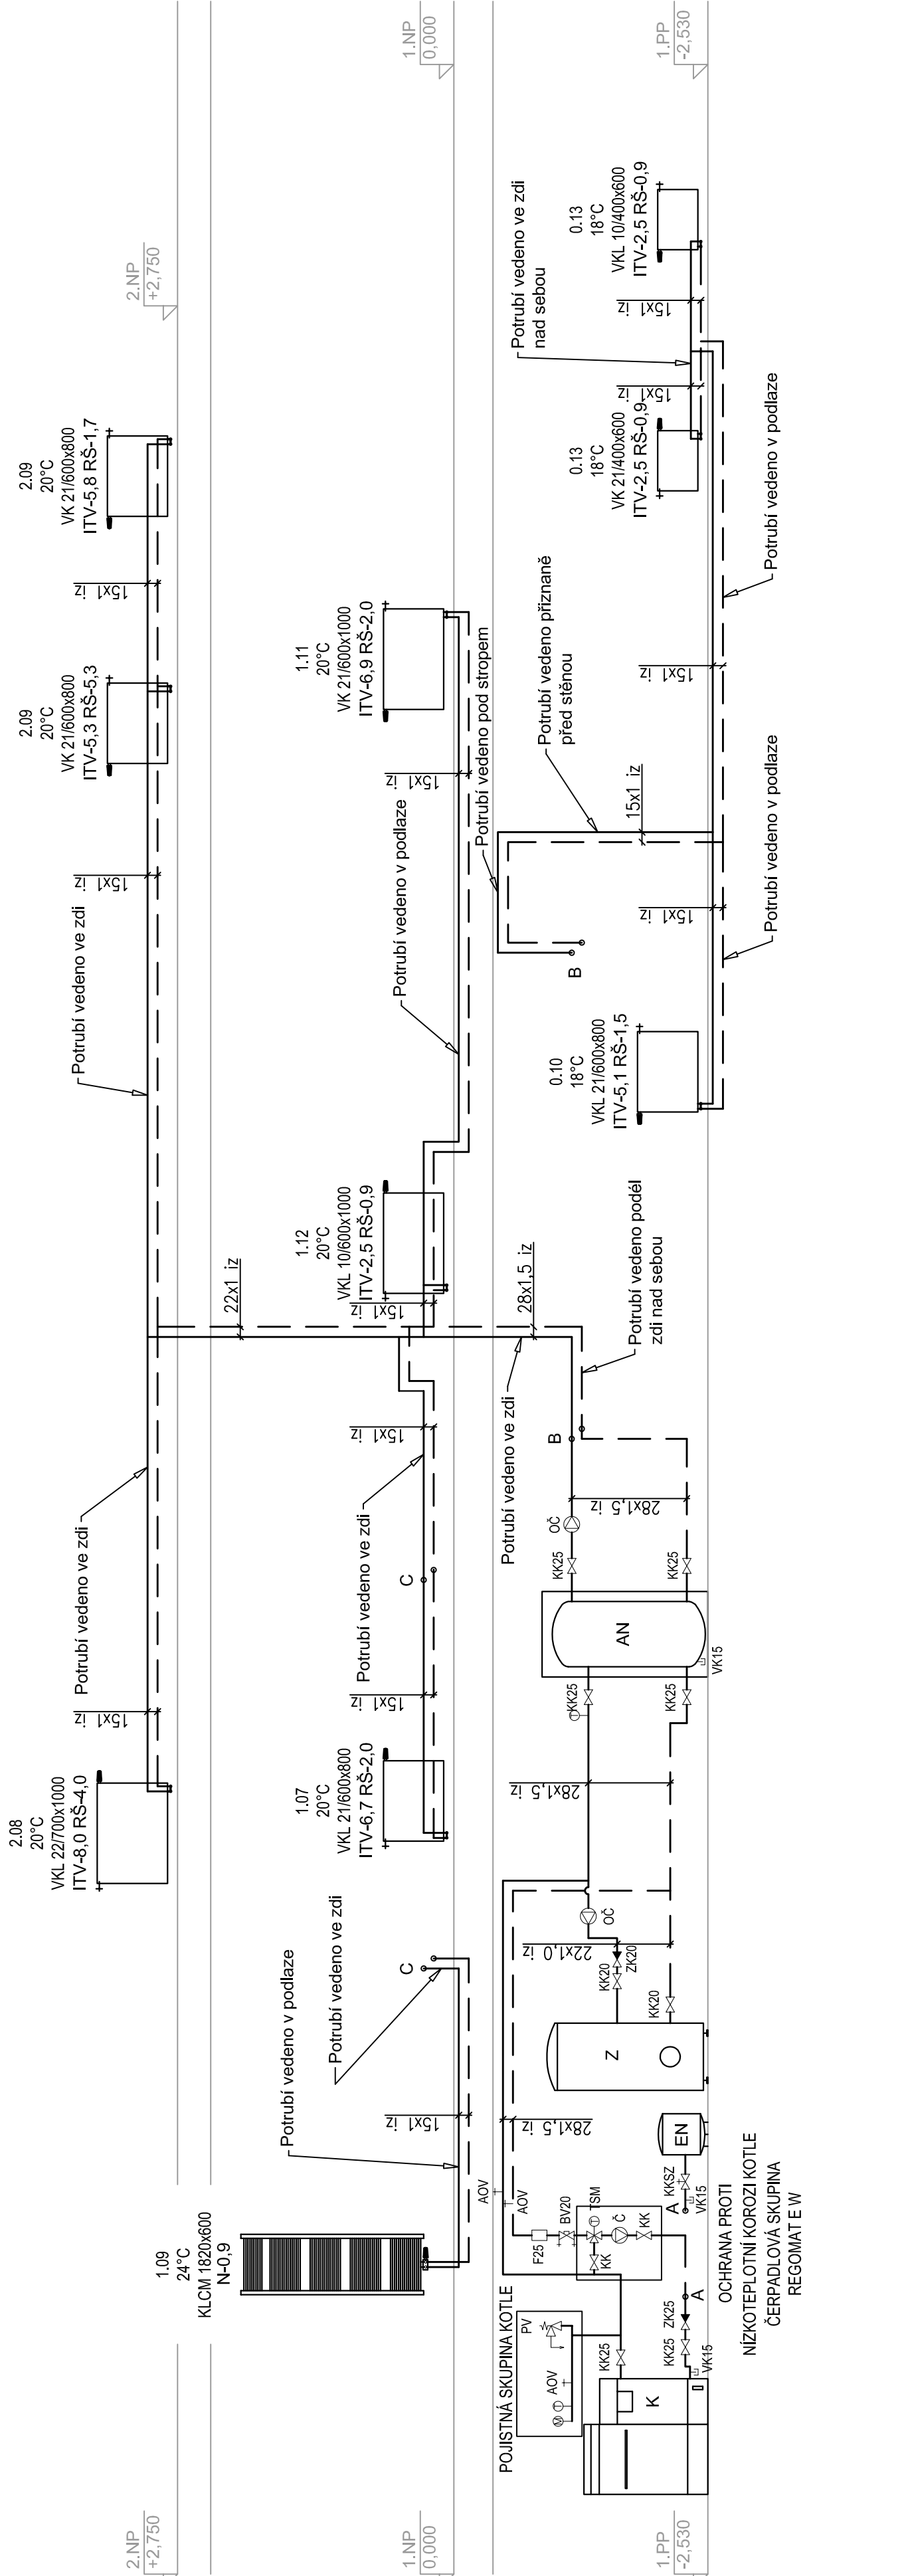 1.NP
0,000
1.PP
-2,530
2.NP
+2,750
0.13
18°C
VKL 10/400x600
ITV-2,5 RŠ-0,9
Potrubí vedeno ve zdi
nad sebou
15x1 iz
15x1 iz
0.13
18°C
VK 21/400x600
ITV-2,5 RŠ-0,9
Potrubí vedeno v podlaze
2.09
20°C
VK 21/600x800
ITV-5,8 RŠ-1,7
15x1 iz
2.09
20°C
VKL 21/600x800
ITV-5,3 RŠ-5,3
15x1 iz
Potrubí vedeno ve zdi
1.11
20°C
VK 21/600x1000
ITV-6,9 RŠ-2,0
15x1 iz
Potrubí vedeno pod stropem
Potrubí vedeno přiznaně
před stěnou
15x1 iz
15x1 iz
15x1 iz
Potrubí vedeno v podlaze
Potrubí vedeno v podlaze
B
0.10
18°C
VKL 21/600x800
ITV-5,1 RŠ-1,5
1.12
20°C
VKL 10/600x1000
ITV-2,5 RŠ-0,9
15x1 iz
22x1 iz
28x1,5 iz
Potrubí vedeno podél
zdi nad sebou
Potrubí vedeno ve zdi
15x1 iz
Potrubí vedeno ve zdi
C
Potrubí vedeno ve zdi
15x1 iz
15x1 iz
B
28x1,5 iz
OČ
KK25
KK25
AN
VK15
KK25
KK25
2.08
20°C
VKL 22/700x1000
ITV-8,0 RŠ-4,0
1.07
20°C
VKL 21/600x800
ITV-6,7 RŠ-2,0
28x1,5 iz
OČ
22x1,0 iz
ZK20
KK20
KK20
Z
Potrubí vedeno v podlaze
Potrubí vedeno ve zdi
C
15x1 iz
28x1,5 iz
EN
KKSZ
A
VK15
AOV
AOV
1.09
24°C
KLCM 1820x600
N-0,9
BV20
TSM
F25
KK
Č
KK
A
ZK25
KK25
VK15
OCHRANA PROTI
NÍZKOTEPLOTNÍ KOROZI KOTLE
ČERPADLOVÁ SKUPINA
REGOMAT E W
POJISTNÁ SKUPINA KOTLE
PV
AOV
T
M
KK25
K
2.NP
+2,750
1.NP
0,000
1.PP
-2,530